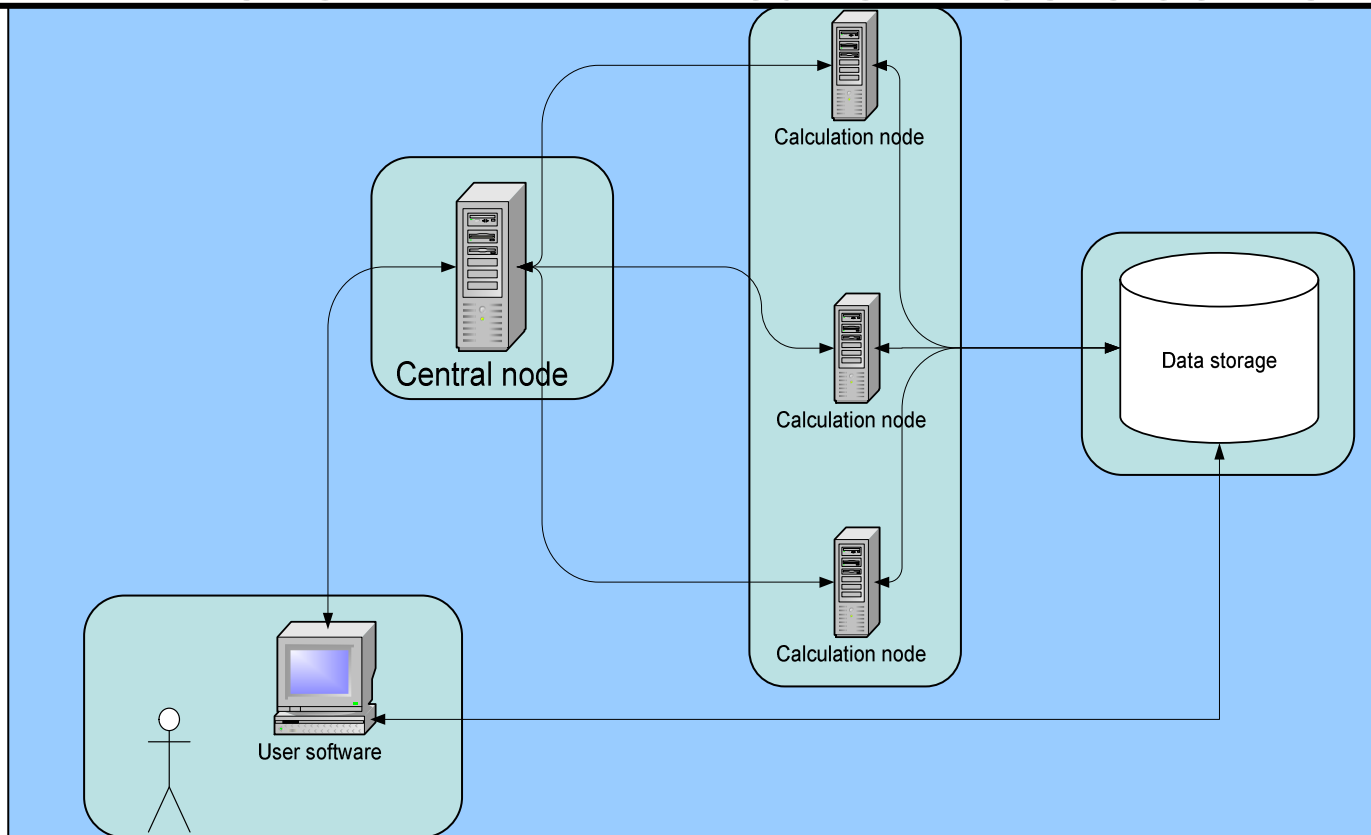 Calculation node
Central node
Data storage
Calculation node
Calculation node
User software